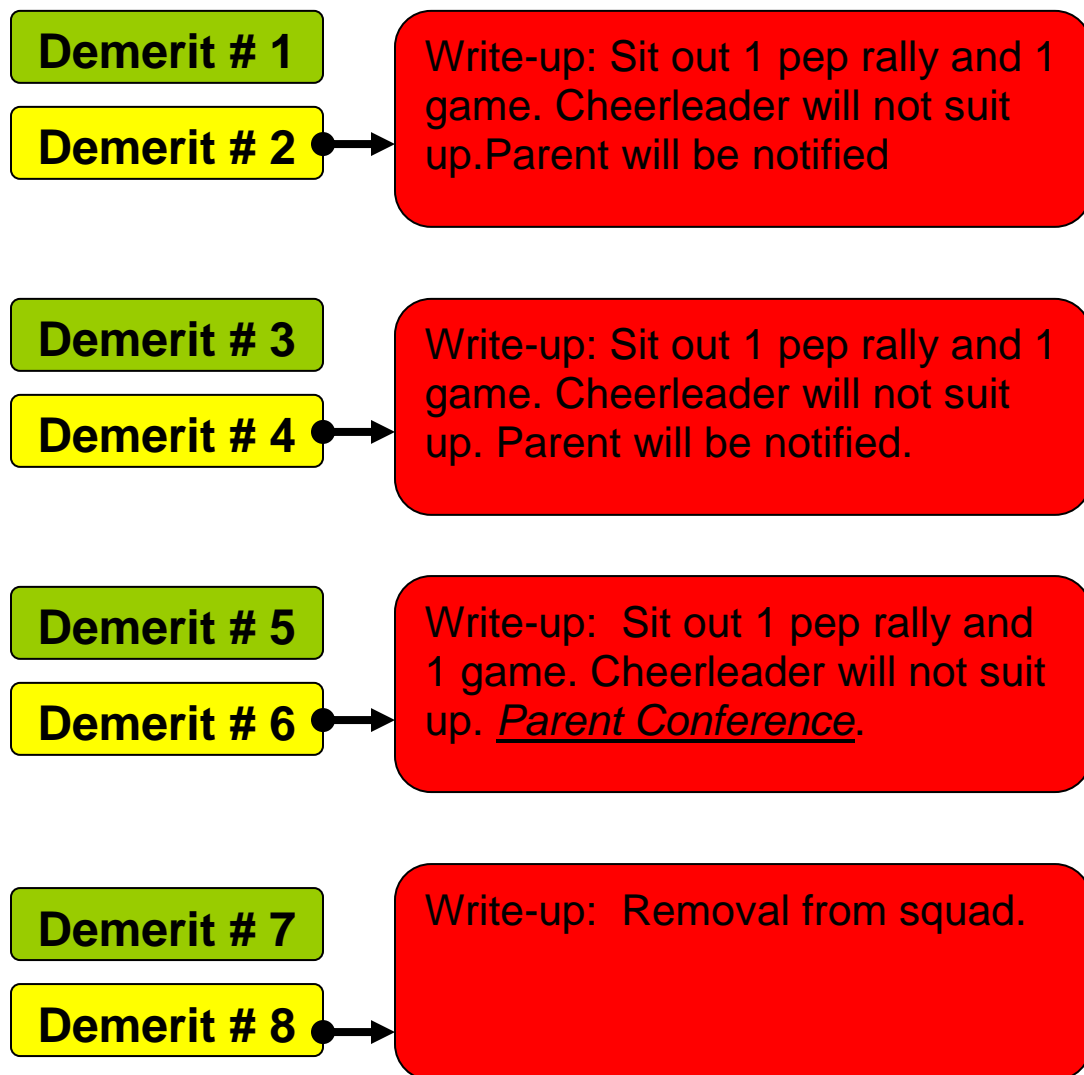 Demerit # 1
Demerit # 2
Write-up: Sit out 1 pep rally and 1
game. Cheerleader will not suit
up.Parent will be notified
Demerit # 3
Demerit # 4
Write-up: Sit out 1 pep rally and 1
game. Cheerleader will not suit
up. Parent will be notified.
Demerit # 5
Demerit # 6
Write-up:  Sit out 1 pep rally and
1 game. Cheerleader will not suit
up. Parent Conference.
Demerit # 7
Demerit # 8
Write-up:  Removal from squad.